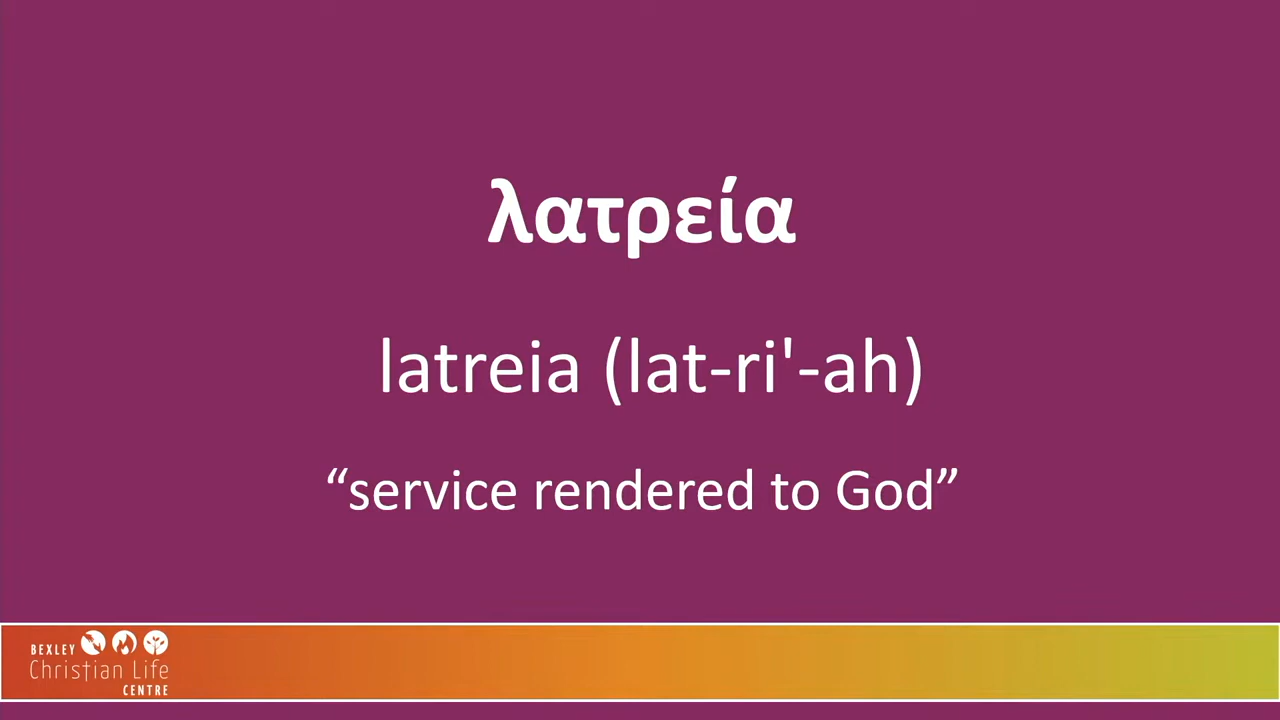 λατρεία
latreia (lat-ri'-ah)
“service rendered to God”
BEXLEY
Christian Life
CENTRE